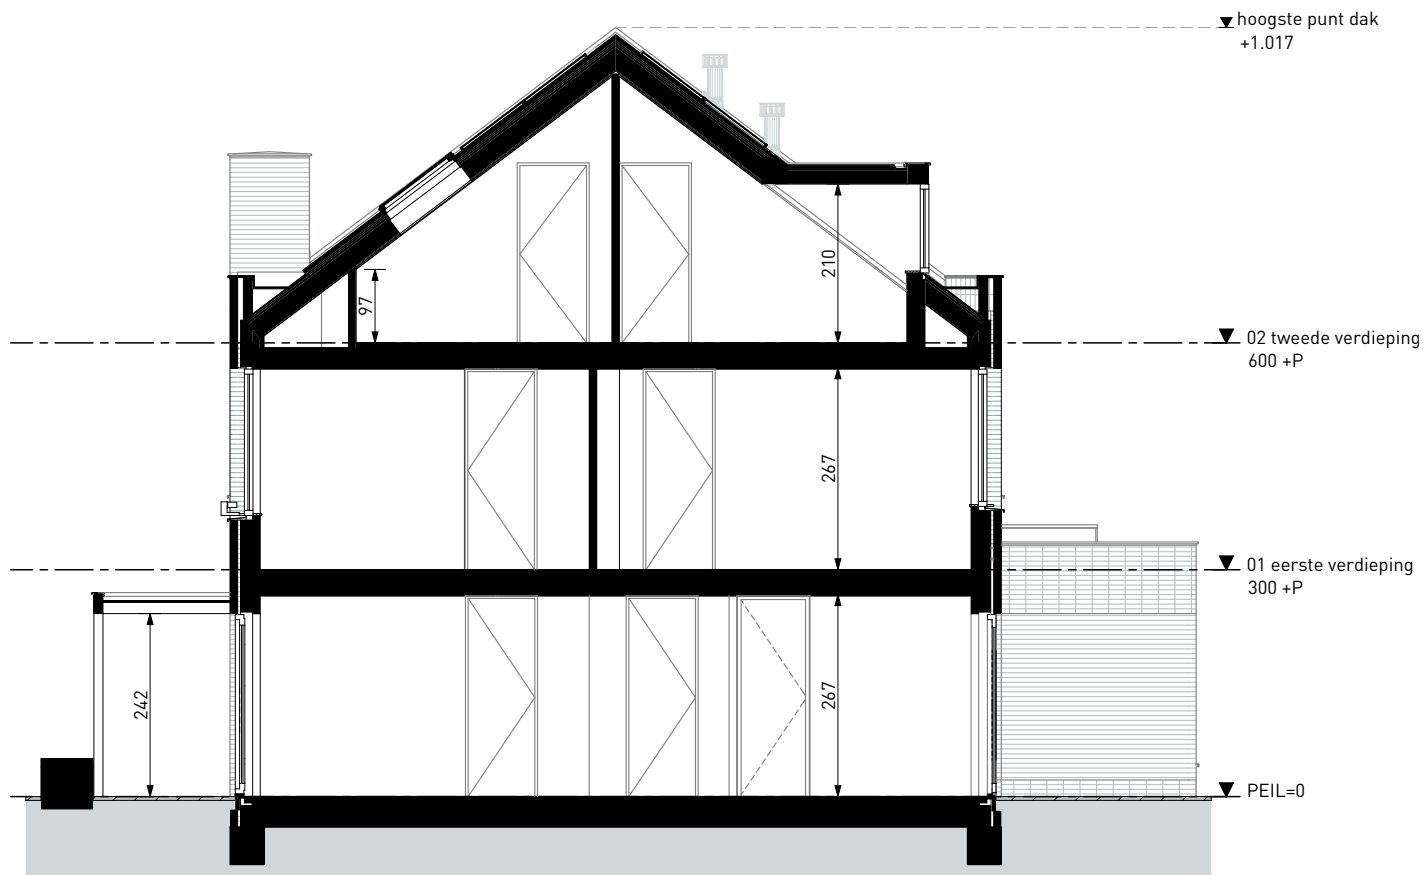 hoogste punt dak
+1.017
210
97
02 tweede verdieping
600 +P
267
01 eerste verdieping
300 +P
242
267
PEIL=0